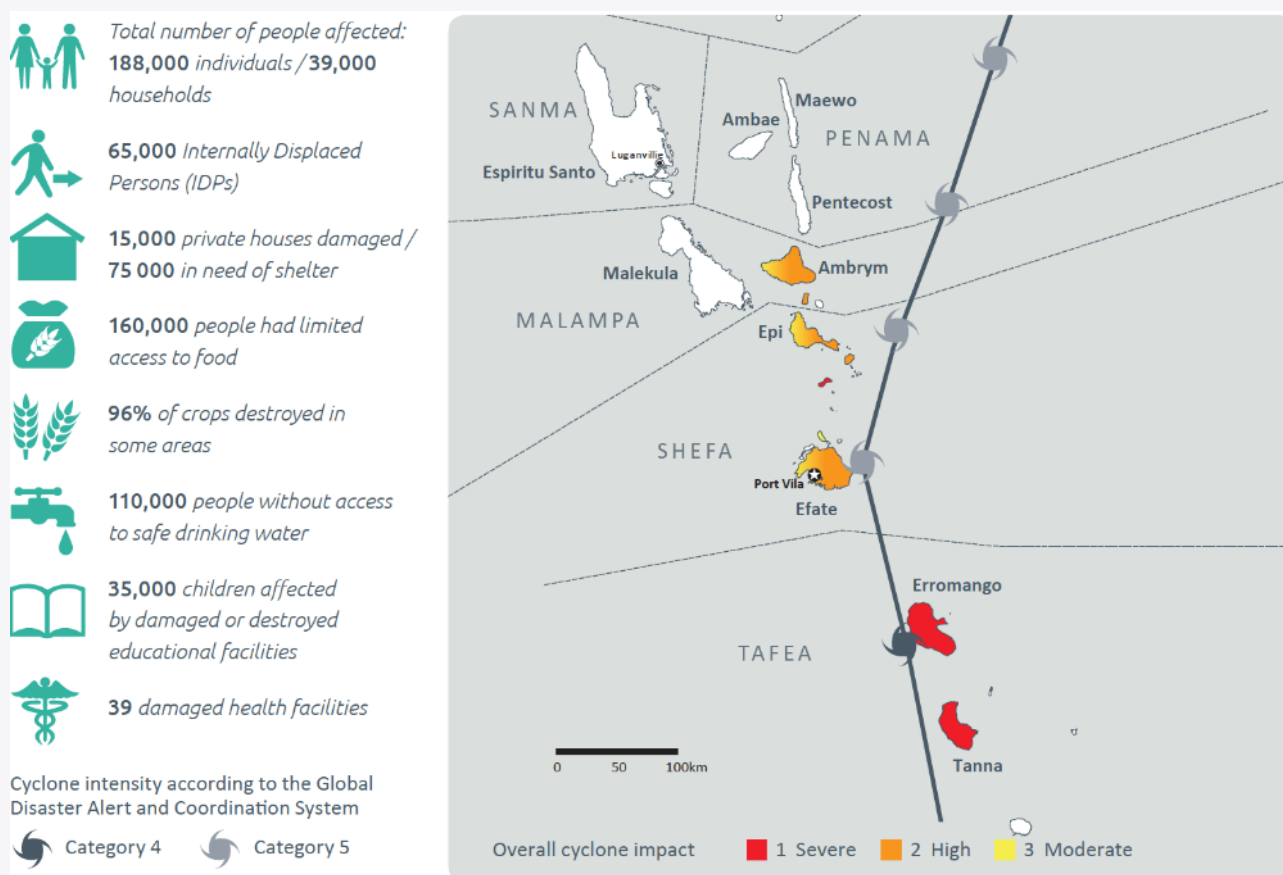 Total number of people affected:
188,000 individuals / 39,000
households
65,000 Internally Displaced
Persons (IDPs)
15,000 private houses damaged /
75 000 in need of shelter
160,000 people had limited
access to food
96% of crops destroyed in
some areas
110,000 people without access
to safe drinking water
35,000 children affected
by damaged or destroyed
educational facilities
39 damaged health facilities
Cyclone intensity according to the Global
Disaster Alert and Coordination System
Category 4
Category 5
SANMA
Luganville
Espiritu Santo
Maewo
Ambae
PENAMA
Pentecost
Malekula
Ambrym
MALAMPA
Epi
SHEFA
Port Vila
Efate
Erromango
TAFEA
Tanna
0 50 100km
Overall cyclone impact
1 Severe
2 High
3 Moderate